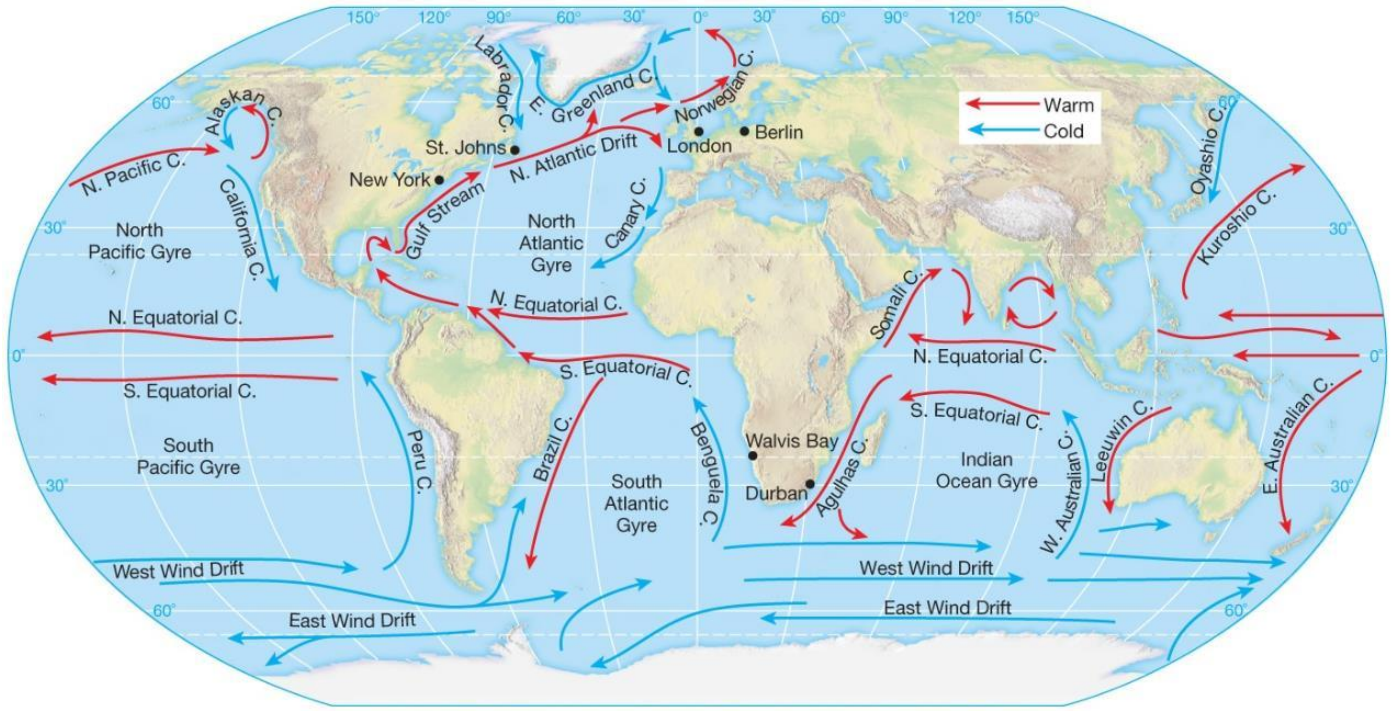 150° 120° 90° 60° 30° 0° 30° 60° 90° 120° 150°
Labrador C.
E. Greenland C.
Norwegian C.
60°
Alaskan C.
60°
Warm
Cold
Oyashio C.
St. Johns
London
Berlin
N. Pacific C.
N. Atlantic Drift
New York
California C.
Gulf Stream
Canary C.
Kuroshio C.
30°
North
Pacific Gyre
North
Atlantic
Gyre
30°
Somali C.
N. Equatorial C.
N. Equatorial C.
N. Equatorial C.
0°
0°
S. Equatorial C.
S. Equatorial C.
S. Equatorial C.
South
Pacific Gyre
Peru C.
Brazil C.
Benguela C.
Walvis Bay
Durban
Agulhas C.
Indian
Ocean Gyre
W. Australian C.
Leeuwin C.
E. Australian C.
30°
South
Atlantic
Gyre
30°
West Wind Drift
West Wind Drift
60°
East Wind Drift
East Wind Drift
60°